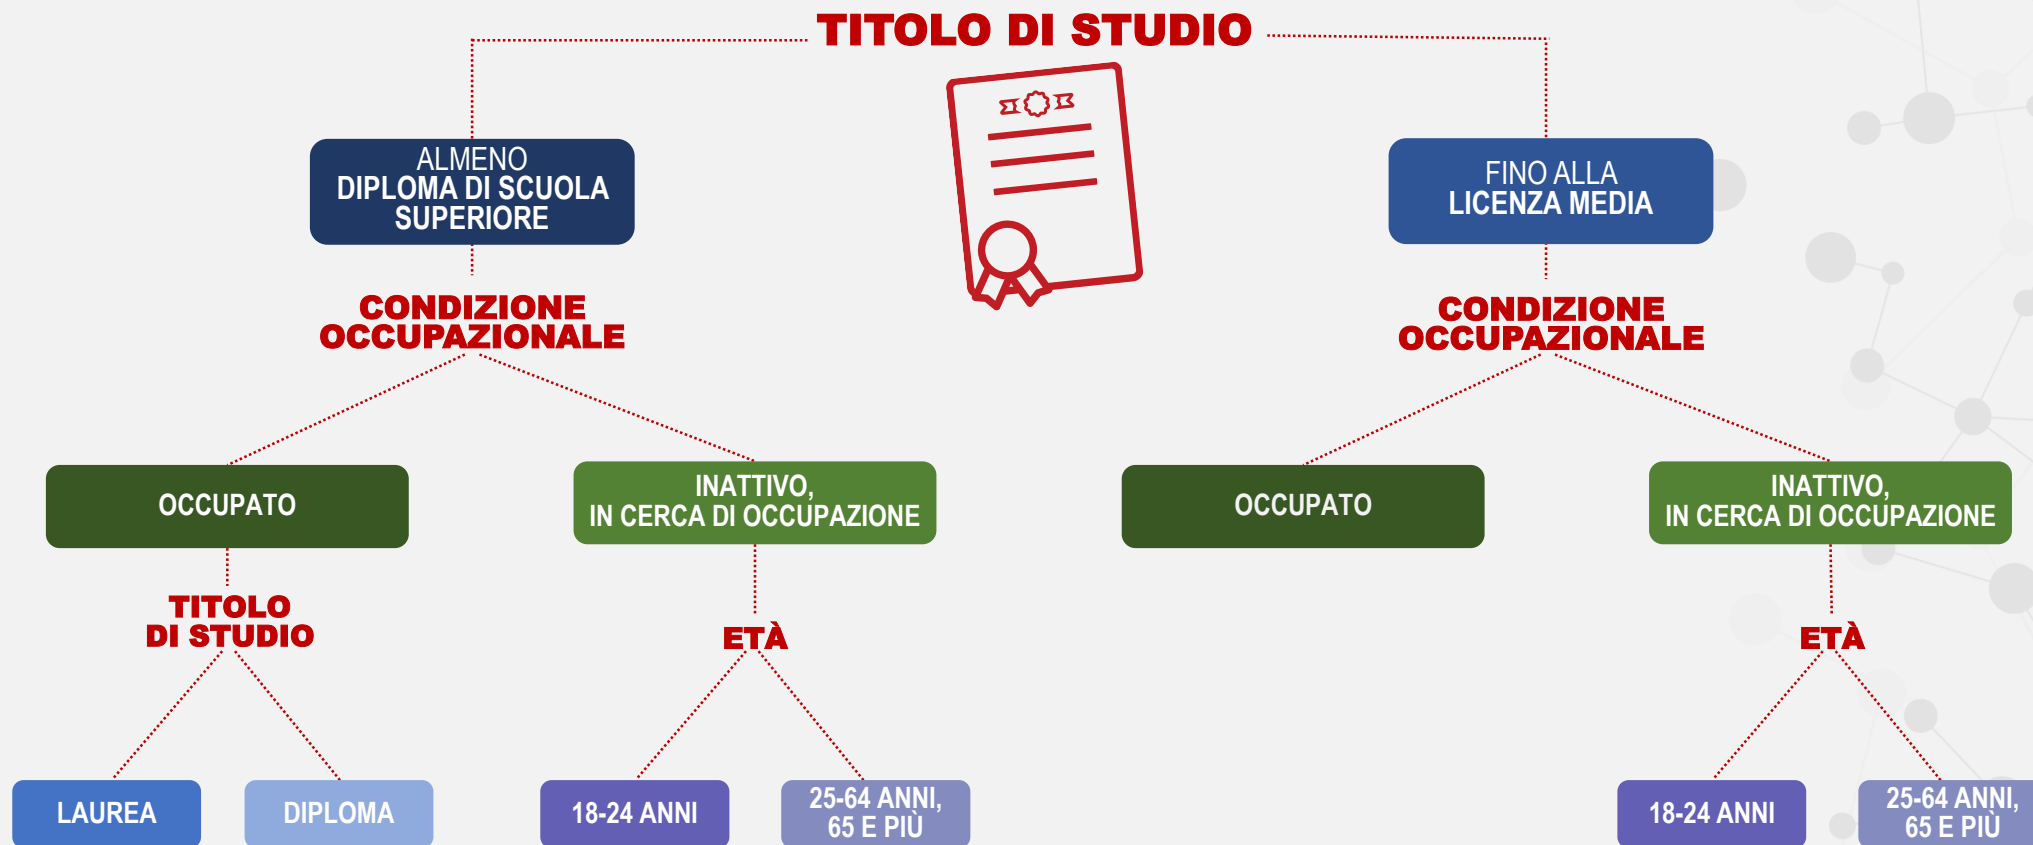 TITOLO DI STUDIO
ALMENO
DIPLOMA DI SCUOLA
SUPERIORE
FINO ALLA
LICENZA MEDIA
CONDIZIONE
OCCUPAZIONALE
CONDIZIONE
OCCUPAZIONALE
OCCUPATO
INATTIVO,
IN CERCA DI OCCUPAZIONE
OCCUPATO
INATTIVO,
IN CERCA DI OCCUPAZIONE
TITOLO
DI STUDIO
ETÀ
ETÀ
LAUREA
DIPLOMA
18-24 ANNI
25-64 ANNI,
65 E PIÙ
18-24 ANNI
25-64 ANNI,
65 E PIÙ